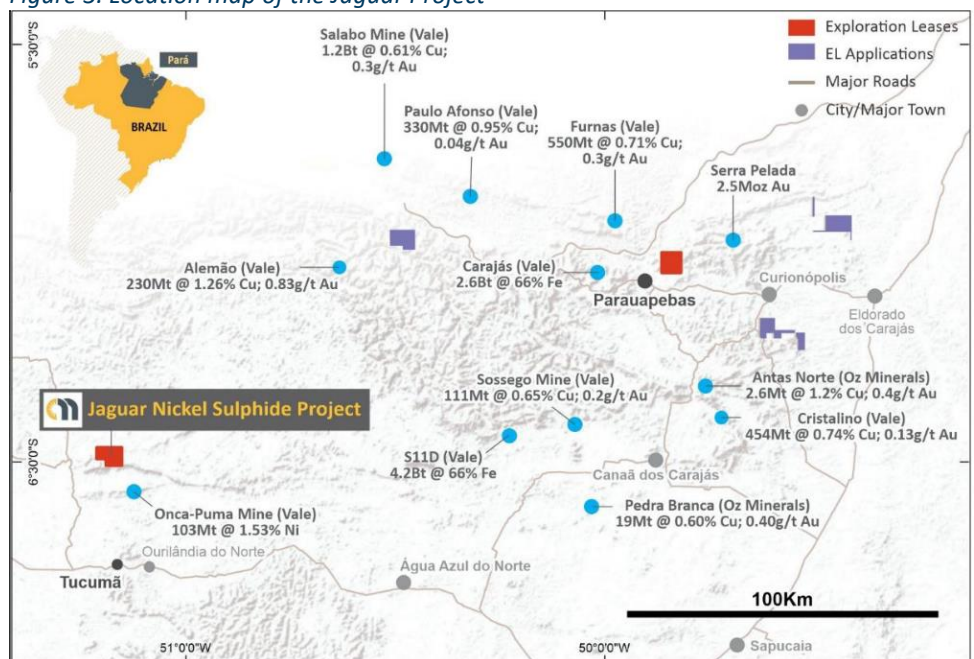 Figure 3. Location map of the Jaguar Project
5°30'0"S
Pará
BRAZIL
Salabo Mine (Vale)
1.2Bt @ 0.61% Cu;
0.3g/t Au
Paulo Afonso (Vale)
330Mt @ 0.95% Cu;
0.04g/t Au
Furnas (Vale)
550Mt @ 0.71% Cu;
0.3g/t Au
Serra Pelada
2.5Moz Au
Exploration Leases
EL Applications
Major Roads
City/Major Town
Alemão (Vale)
230Mt @ 1.26% Cu; 0.83g/t Au
Carajás (Vale)
2.6Bt @ 66% Fe
Parauapebas
Curionópolis
Eldorado
dos Carajás
Jaguar Nickel Sulphide Project
Sossego Mine (Vale)
111Mt @ 0.65% Cu; 0.2g/t Au
Antas Norte (Oz Minerals)
2.6Mt @ 1.2% Cu; 0.4g/t Au
Cristalino (Vale)
454Mt @ 0.74% Cu; 0.13g/t Au
S11D (Vale)
4.2Bt @ 66% Fe
Canaã dos Carajás
6°30'0"S
Onca-Puma Mine (Vale)
103Mt @ 1.53% Ni
Pedra Branca (Oz Minerals)
19Mt @ 0.60% Cu; 0.40g/t Au
Ourilândia do Norte
Tucumã
Água Azul do Norte
100Km
51°0'0"W
50°0'0"W
Sapucaia